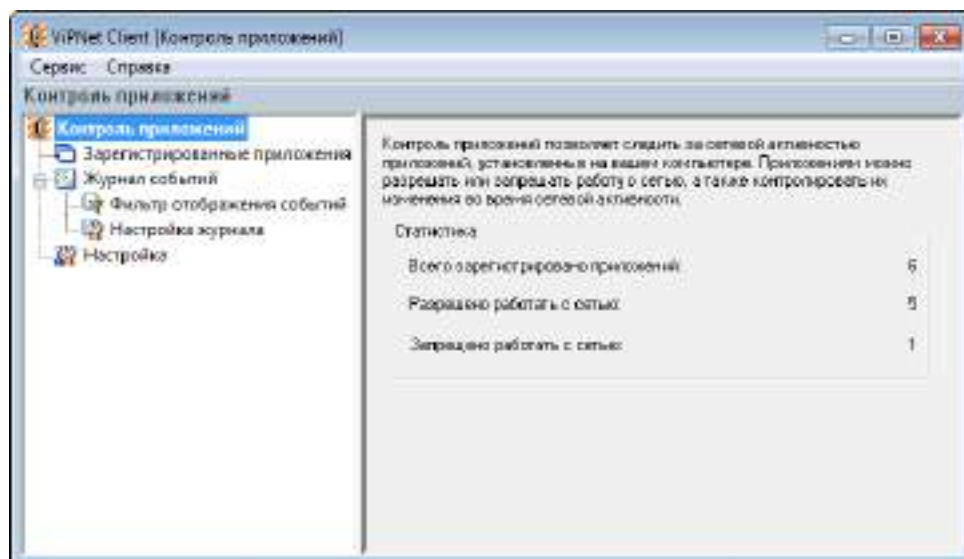 ViPNet Client [Контроль приложений]
Сервис Справка
Контроль приложений
Контроль приложений
Зарегистрированные приложения
Журнал событий
Фильтр отображения событий
Настройка журнала
Настройка
Контроль приложений позволяет следить за сетевой активностью
приложений, установленных на вашем компьютере. Приложениям можно
разрешать или запрещать работу с сетью, а также контролировать их
изменения во время сетевой активности.
Статистика
Всего зарегистрировано приложений: 6
Разрешено работать с сетью: 5
Запрещено работать с сетью: 1